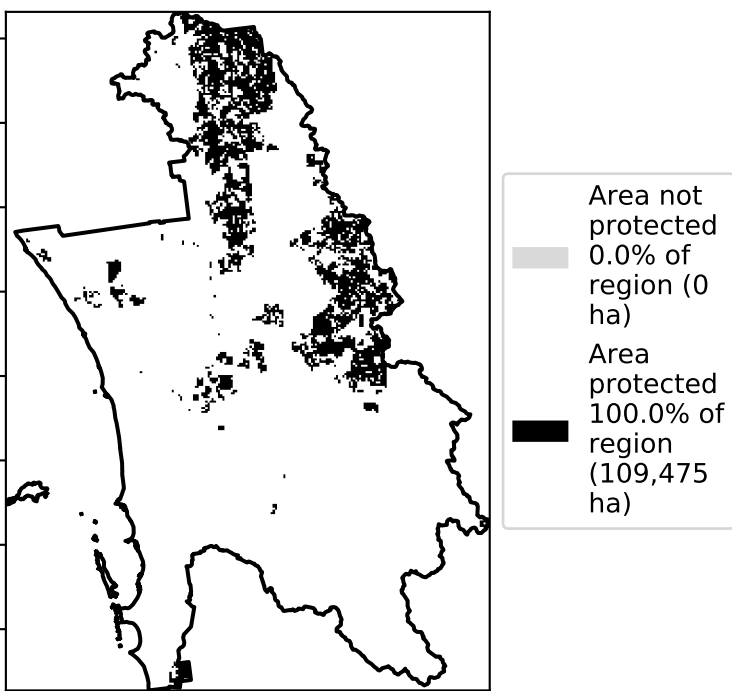 Area not
protected
0.0% of
region (0
ha)
Area
protected
100.0% of
region
(109,475
ha)